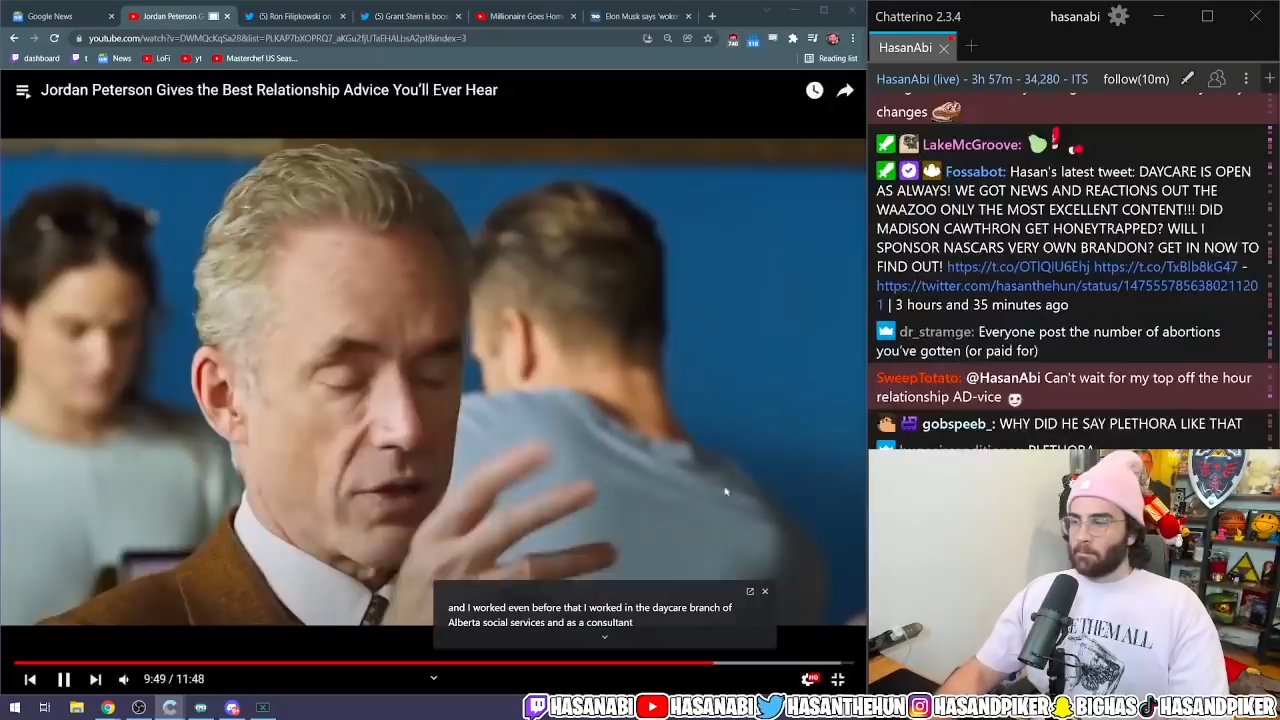 Google News
Jordan Peterson G
(5) Ron Filipkowski on
(5) Grant Stern is boos
Millionaire Goes Hom
Elon Musk says 'woke
youtube.com/watch?v=DWMQcKqSa28&list=PLKAP7bXOPRQ7_aKGu2fjUTaEHALbsA2pt&index=3
740
110
dashboard
t
News
LoFi
yt
Masterchef US Seas...
Reading list
Jordan Peterson Gives the Best Relationship Advice You'll Ever Hear
and I worked even before that I worked in the daycare branch of
Alberta social services and as a consultant
9:49 / 11:48
HD
Chatterino 2.3.4
hasanabi
HasanAbi
HasanAbi (live) - 3h 57m - 34,280 - ITS
follow(10m)
changes
LakeMcGroove:
Fossabot: Hasan's latest tweet: DAYCARE IS OPEN
AS ALWAYS! WE GOT NEWS AND REACTIONS OUT THE
WAAZOO ONLY THE MOST EXCELLENT CONTENT!!! DID
MADISON CAWTHRON GET HONEYTRAPPED? WILL I
SPONSOR NASCARS VERY OWN BRANDON? GET IN NOW TO
FIND OUT! https://t.co/OTIQIU6Ehj https://t.co/TxBlb8kG47 -
https://twitter.com/hasanthehun/status/147555785638021120
1 | 3 hours and 35 minutes ago
dr_stramge: Everyone post the number of abortions
you've gotten (or paid for)
SweepTotato: @HasanAbi Can't wait for my top off the hour
relationship AD-vice
gobspeeb_: WHY DID HE SAY PLETHORA LIKE THAT
THEM ALL
HASANABI
HASANABI
HASANTHEHUN
HASANDPIKER
BIGHAS
HASANDPIKER